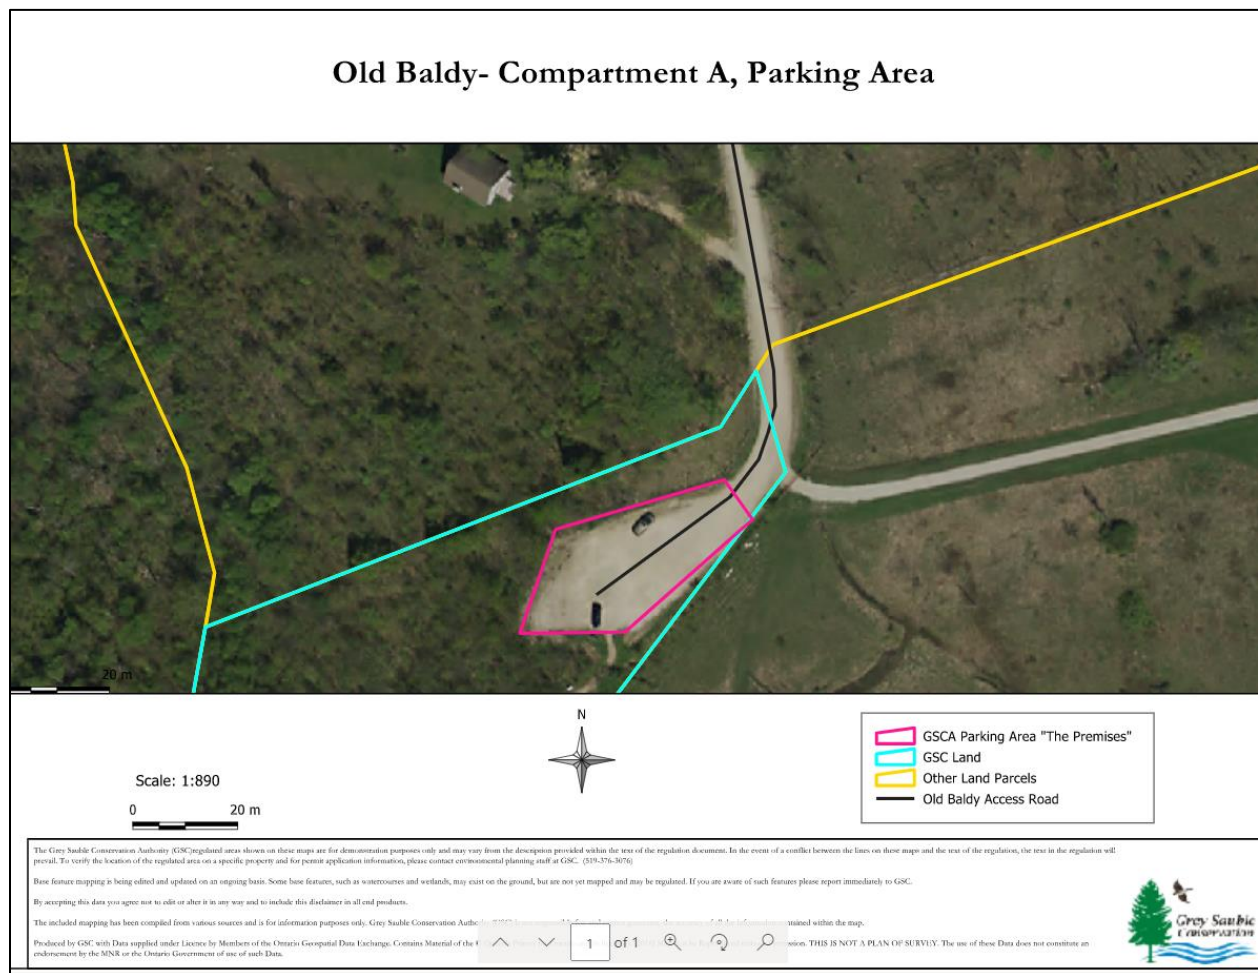 Old Baldy- Compartment A, Parking Area
20 m
N
Scale: 1:890
0 20 m
GSCA Parking Area "The Premises"
GSC Land
Other Land Parcels
Old Baldy Access Road
The Grey Sauble Conservation Authority (GSC)regulated areas shown on these maps are for demonstration purposes only and may vary from the description provided within the text of the regulation document. In the event of a conflict between the lines on these maps and the text of the regulation, the text in the regulation will
prevail. To verify the location of the regulated area on a specific property and for permit application information, please contact environmental planning staff at GSC. (519-376-3076)
Base feature mapping is being edited and updated on an ongoing basis. Some base features, such as watercourses and wetlands, may exist on the ground, but are not yet mapped and may be regulated. If you are aware of such features please report immediately to GSC.
By accepting this data you agree not to edit or alter it in any way and to include this disclaimer in all end products.
The included mapping has been compiled from various sources and is for information purposes only. Grey Sauble Conservation contained within the map.
Produced by GSC with Data supplied under Licence by Members of the Ontario Geospatial Data Exchange. Contains Material of the THIS IS NOT A PLAN OF SURVEY. The use of these Data does not constitute an
endorsement by the MNR or the Ontario Government of use of such Data.
1 of 1
Grey Sauble
Conservation